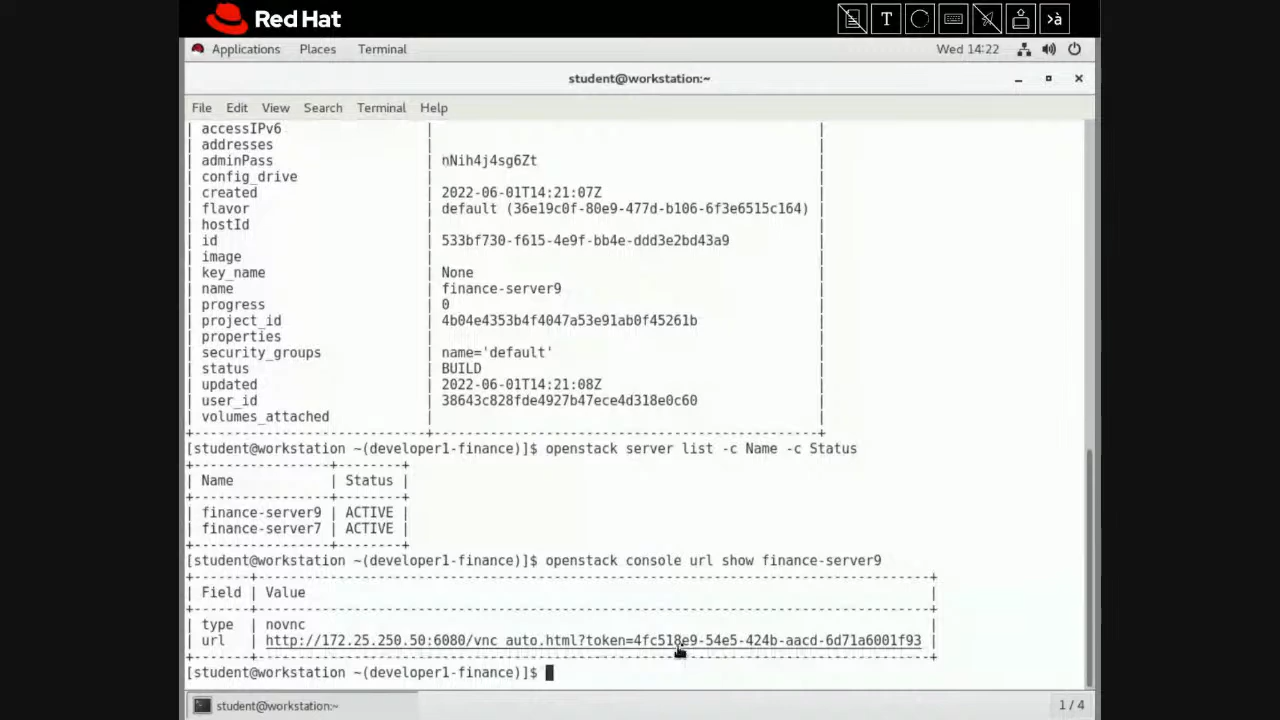 Red Hat
T
>à
Applications Places Terminal Wed 14:22
student@workstation:~
File Edit View Search Terminal Help
| accessIPv6 | |
| addresses | |
| adminPass | nNih4j4sg6Zt |
| config_drive | |
| created | 2022-06-01T14:21:07Z |
| flavor | default (36e19c0f-80e9-477d-b106-6f3e6515c164) |
| hostId | |
| id | 533bf730-f615-4e9f-bb4e-ddd3e2bd43a9 |
| image | |
| key_name | None |
| name | finance-server9 |
| progress | 0 |
| project_id | 4b04e4353b4f4047a53e91ab0f45261b |
| properties | |
| security_groups | name='default' |
| status | BUILD |
| updated | 2022-06-01T14:21:08Z |
| user_id | 38643c828fde4927b47ece4d318e0c60 |
| volumes_attached | |
[student@workstation ~(developer1-finance)]$ openstack server list -c Name -c Status
| Name | Status |
| finance-server9 | ACTIVE |
| finance-server7 | ACTIVE |
[student@workstation ~(developer1-finance)]$ openstack console url show finance-server9
| Field | Value |
| type | novnc |
| url | http://172.25.250.50:6080/vnc_auto.html?token=4fc518e9-54e5-424b-aacd-6d71a6001f93 |
[student@workstation ~(developer1-finance)]$
student@workstation:~ 1 / 4